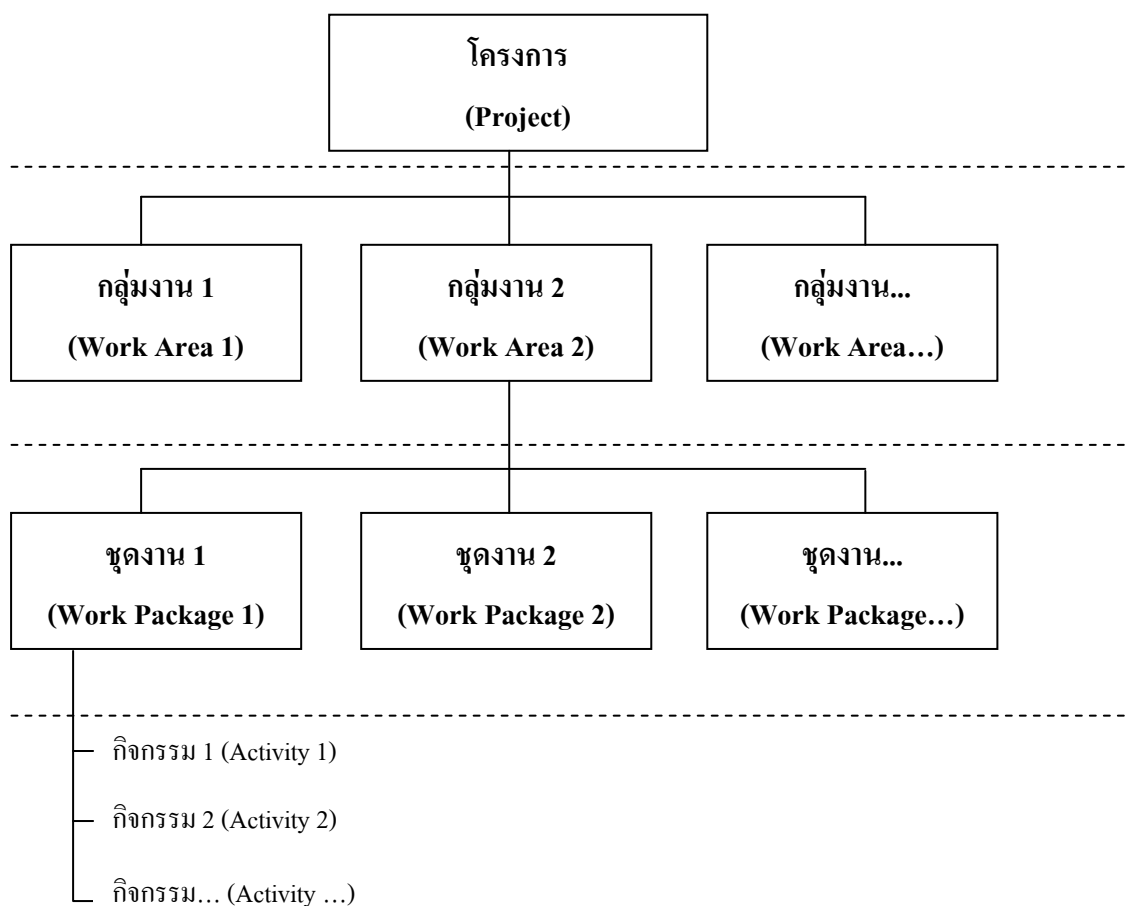 โครงการ
(Project)
กลุ่มงาน 1
(Work Area 1)
กลุ่มงาน 2
(Work Area 2)
กลุ่มงาน...
(Work Area…)
ชุดงาน 1
(Work Package 1)
ชุดงาน 2
(Work Package 2)
ชุดงาน...
(Work Package…)
กิจกรรม 1 (Activity 1)
กิจกรรม 2 (Activity 2)
กิจกรรม… (Activity …)